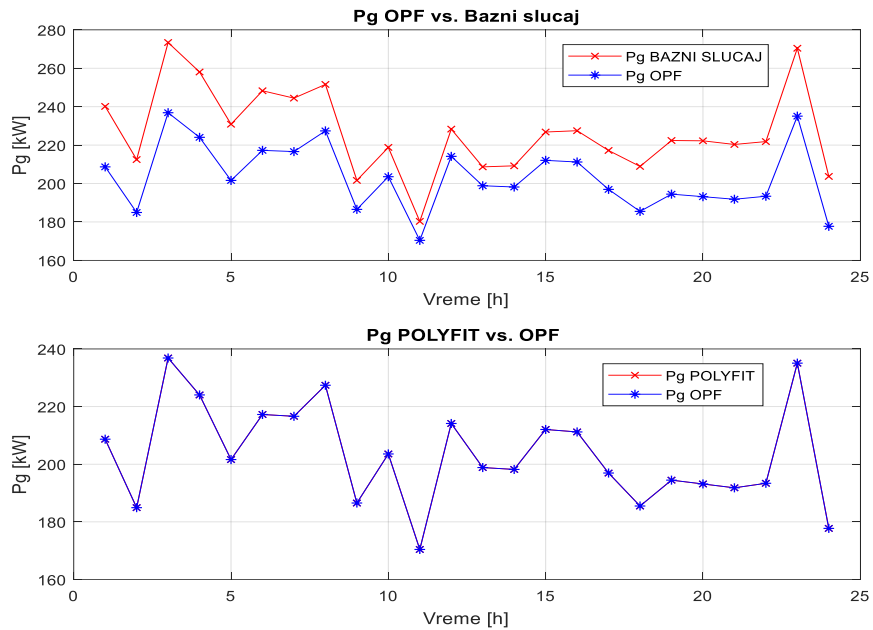 Pg OPF vs. Bazni slucaj
280
260
240
220
200
180
160
Pg [kW]
Pg BAZNI SLUCAJ
Pg OPF
0 5 10 15 20 25
Vreme [h]
Pg POLYFIT vs. OPF
240
220
200
180
160
Pg [kW]
Pg POLYFIT
Pg OPF
0 5 10 15 20 25
Vreme [h]